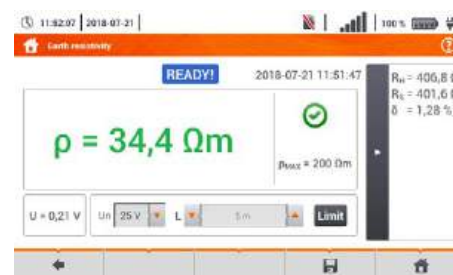 11:52:07 2018-07-21 100 %
Earth resistivity
READY! 2018-07-21 11:51:47
ρ = 34,4 Ωm
ρMAX = 200 Ωm
RH = 406,8
RS = 401,6
δ = 1,28 %
U = 0,21 V Un 25 V L 5 m Limit